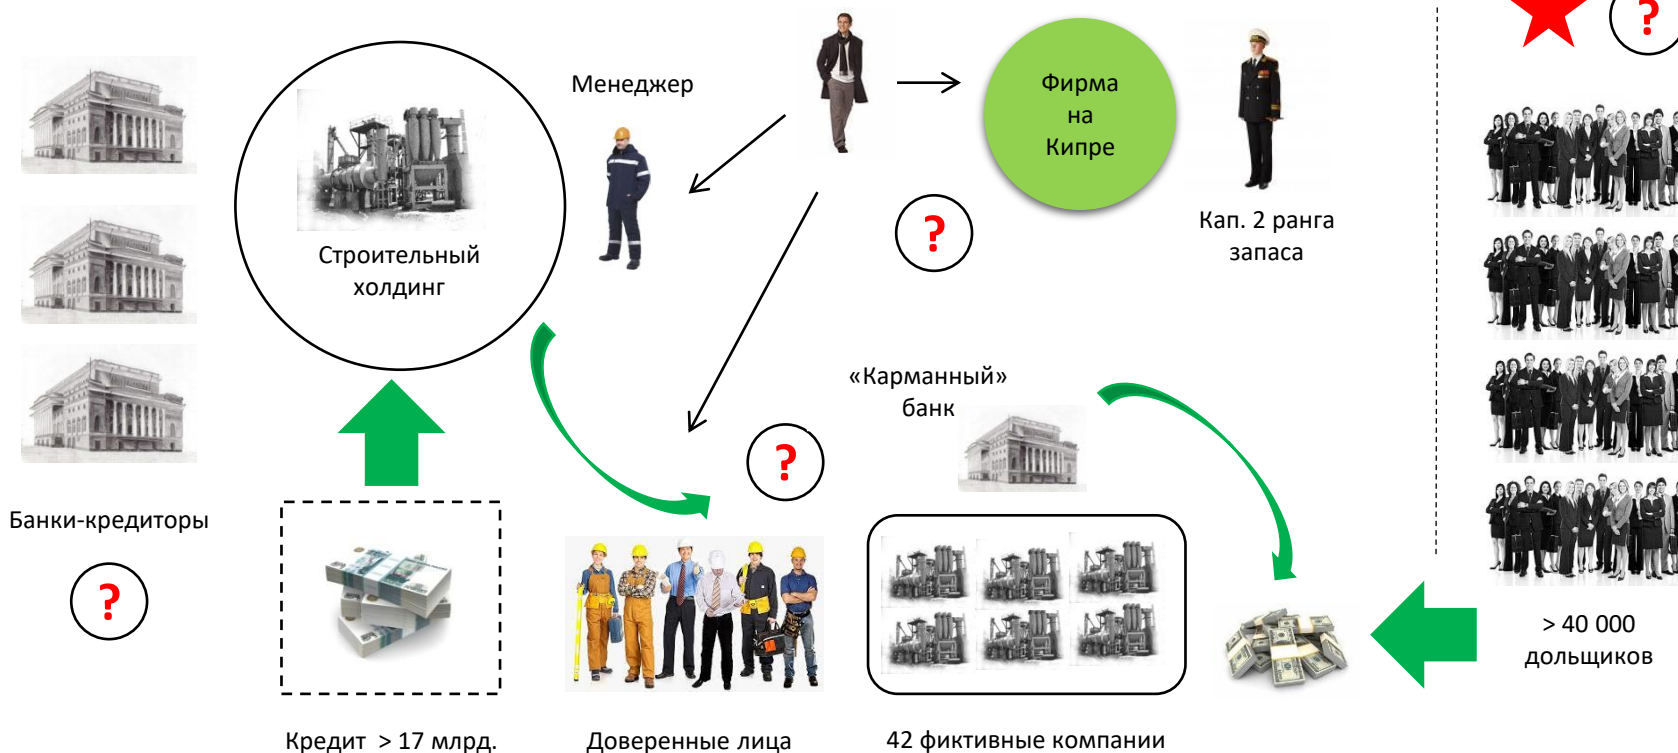 ?
Менеджер
Фирма
на
Кипре
Строительный
холдинг
?
Кап. 2 ранга
запаса
«Карманный»
банк
?
Банки-кредиторы
?
> 40 000
дольщиков
Кредит > 17 млрд.
Доверенные лица
42 фиктивные компании